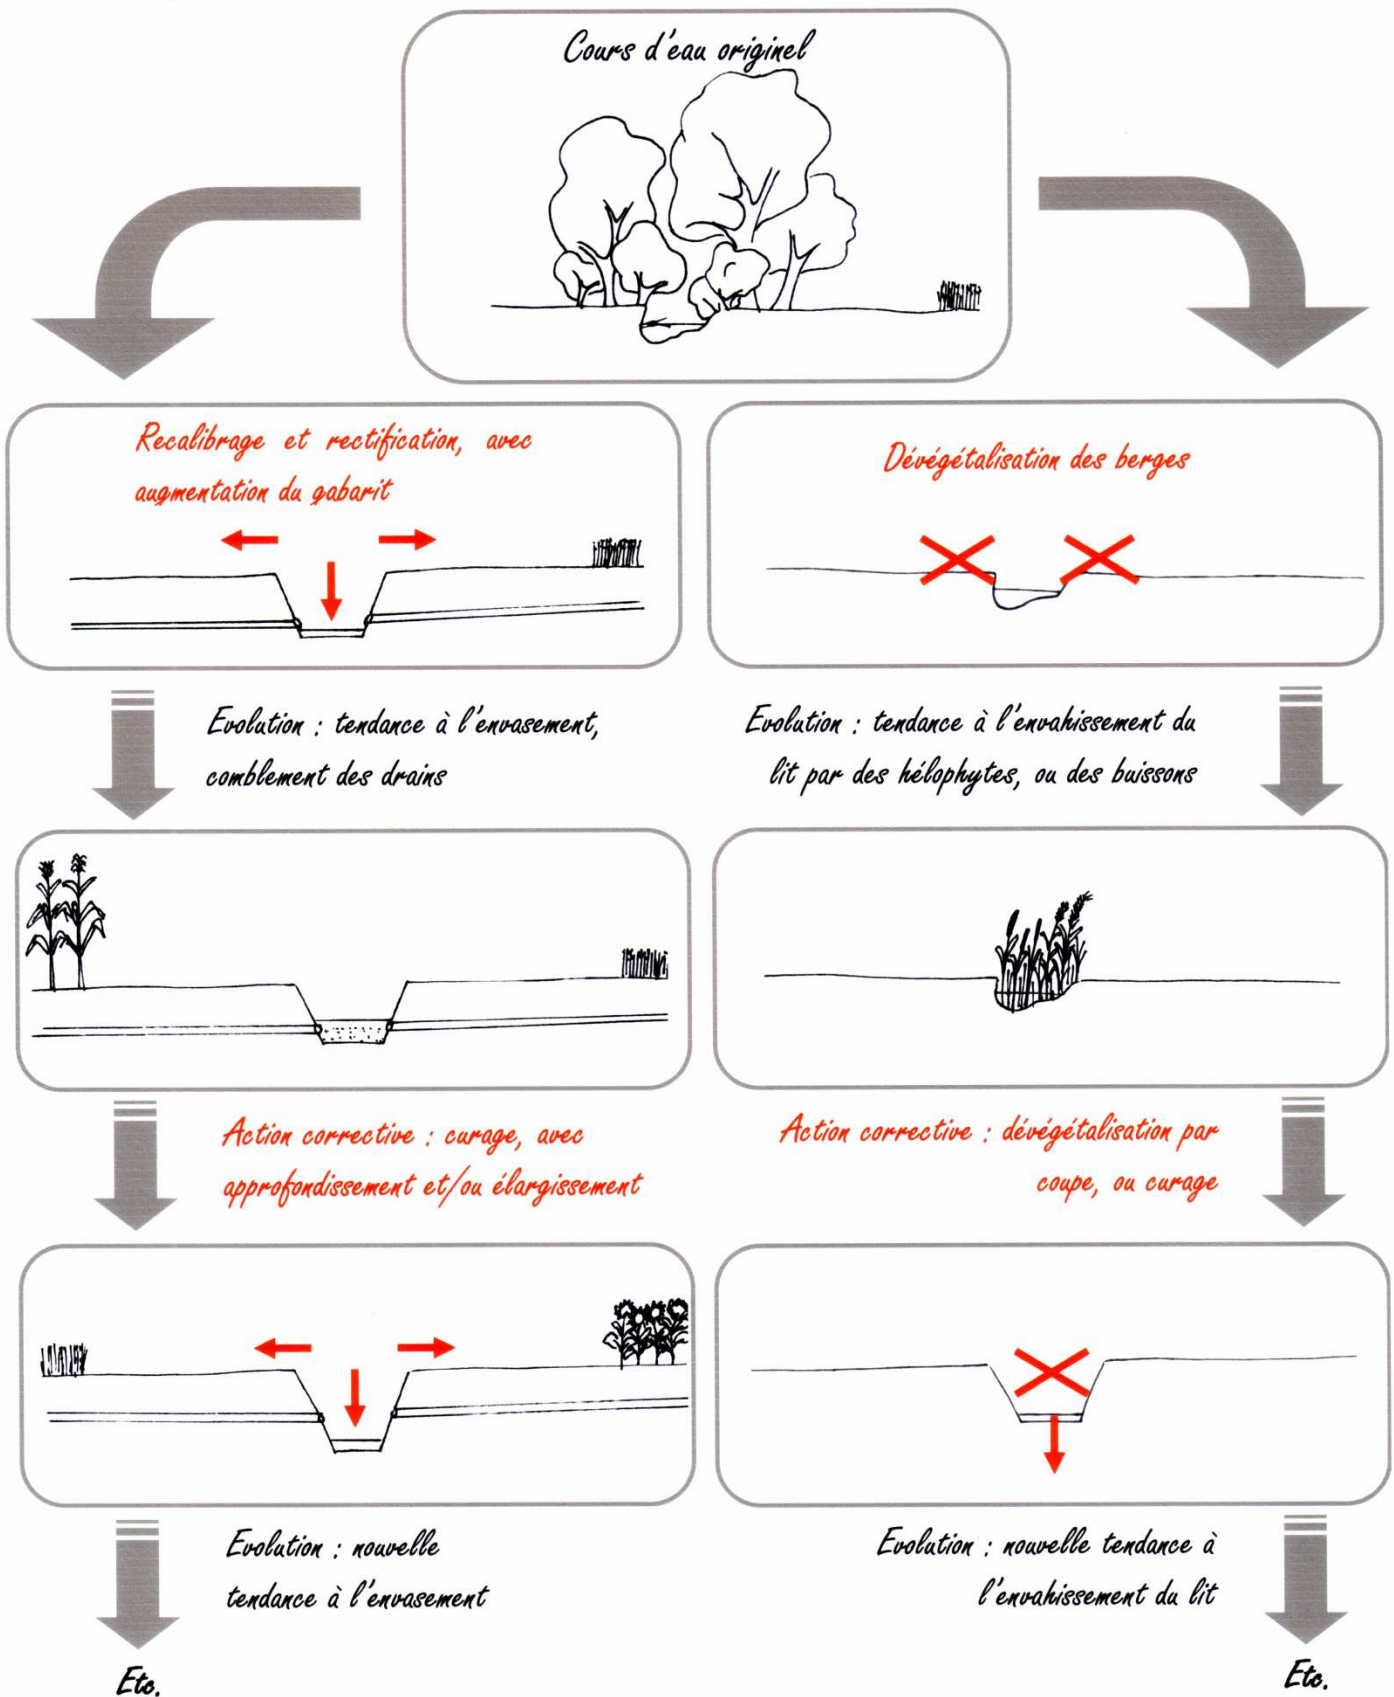 Cours d'eau originel
Recalibrage et rectification, avec
augmentation du gabarit
Dévégétalisation des berges
Evolution : tendance à l'envasement,
comblement des drains
Evolution : tendance à l'envahissement du
lit par des hélophytes, ou des buissons
Action corrective : curage, avec
approfondissement et/ou élargissement
Action corrective : dévégétalisation par
coupe, ou curage
Evolution : nouvelle
tendance à l'envasement
Evolution : nouvelle tendance à
l'envahissement du lit
Etc.
Etc.